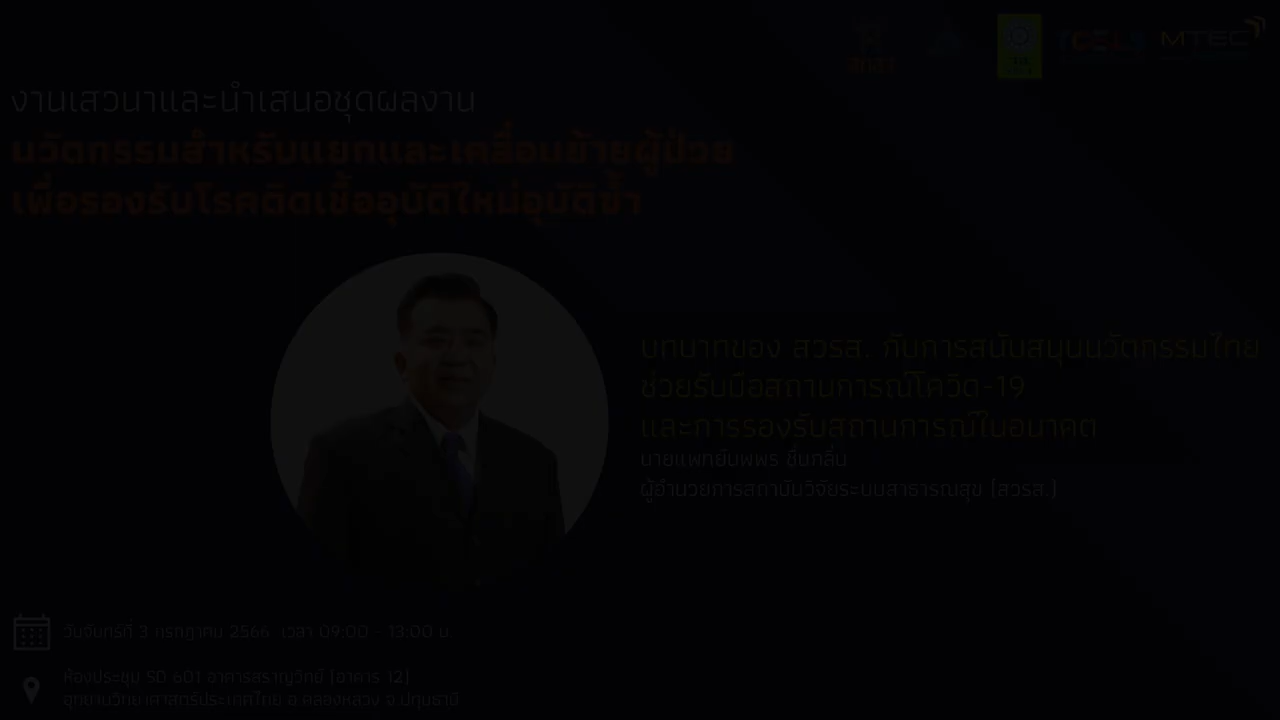 สกสว
TCELS
MTEC
งานเสวนาและนำเสนอชุดผลงาน
นวัตกรรมสำหรับแยกและเคลื่อนย้ายผู้ป่วย
เพื่อรองรับโรคติดเชื้ออุบัติใหม่อุบัติซ้ำ
บทบาทของ สวรส. กับการสนับสนุนนวัตกรรมไทย
ช่วยรับมือสถานการณ์โควิด-19
และการรองรับสถานการณ์ในอนาคต
นายแพทย์นพพร ชื่นกลิ่น
ผู้อำนวยการสถาบันวิจัยระบบสาธารณสุข (สวรส.)
วันจันทร์ที่ 3 กรกฎาคม 2566 เวลา 09:00 - 13:00 น.
ห้องประชุม SD 601 อาคารสราญวิทย์ (อาคาร 12)
อุทยานวิทยาศาสตร์ประเทศไทย อ.คลองหลวง จ.ปทุมธานี